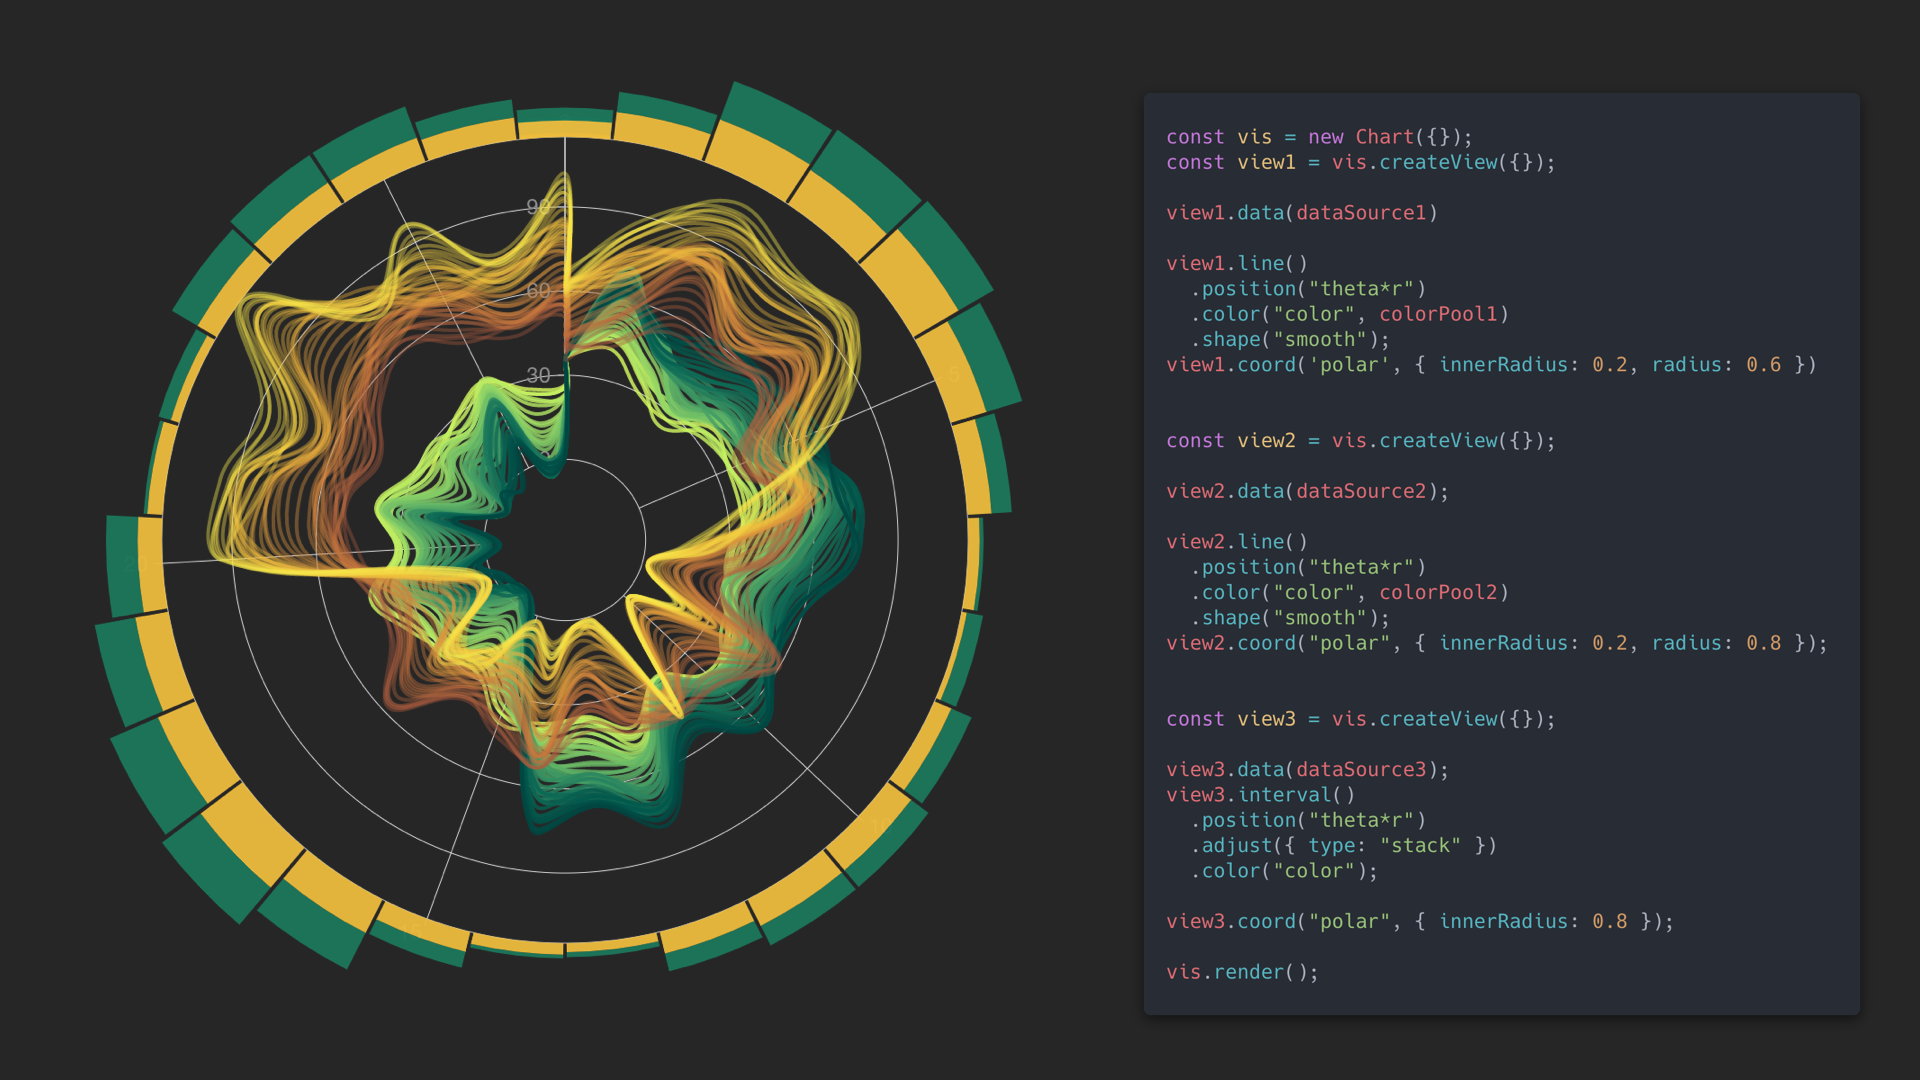 90
60
30
5
20
const vis = new Chart({});
const view1 = vis.createView({});
view1.data(dataSource1)
view1.line()
.position("theta*r")
.color("color", colorPool1)
.shape("smooth");
view1.coord('polar', { innerRadius: 0.2, radius: 0.6 })
const view2 = vis.createView({});
view2.data(dataSource2);
view2.line()
.position("theta*r")
.color("color", colorPool2)
.shape("smooth");
view2.coord("polar", { innerRadius: 0.2, radius: 0.8 });
const view3 = vis.createView({});
view3.data(dataSource3);
view3.interval()
.position("theta*r")
.adjust({ type: "stack" })
.color("color");
view3.coord("polar", { innerRadius: 0.8 });
vis.render();